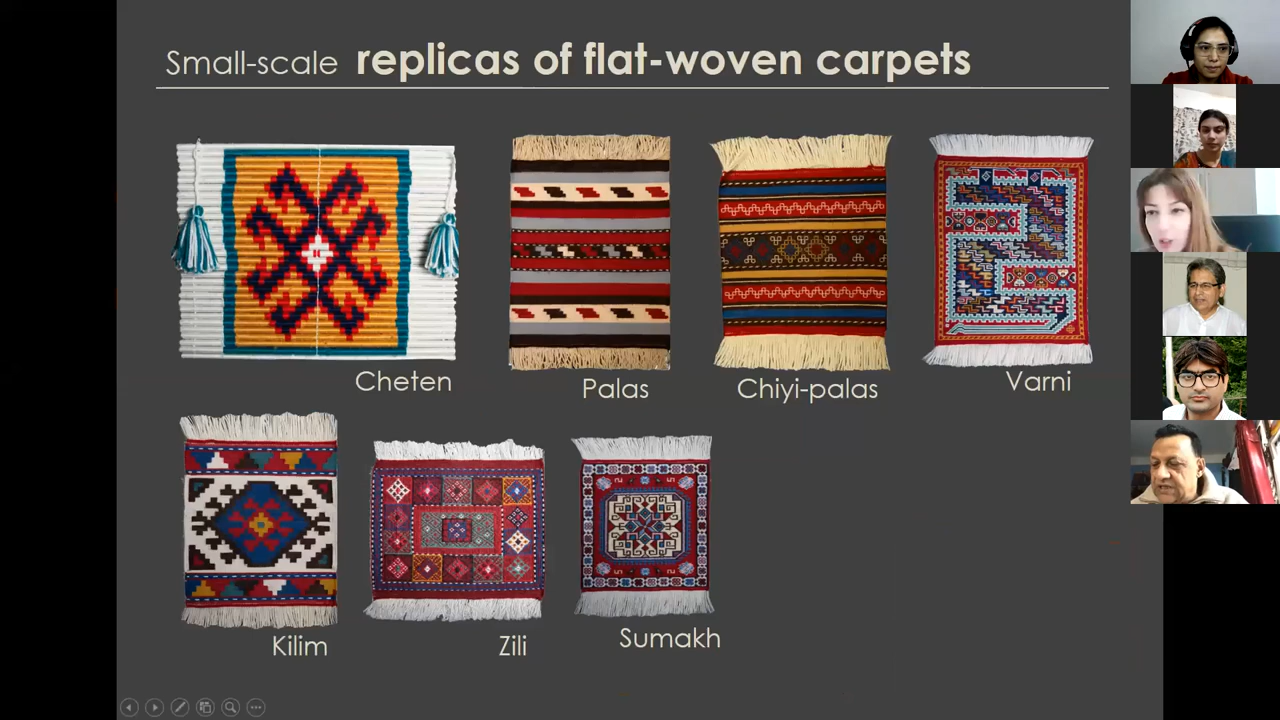 Small-scale replicas of flat-woven carpets
Cheten
Palas
Chiyi-palas
Varni
Kilim
Zili
Sumakh